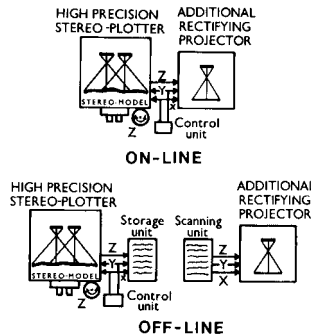 HIGH PRECISION
STEREO-PLOTTER
ADDITIONAL
RECTIFYING
PROJECTOR
Z
Y
X
STEREO-MODEL
Z
Control
unit
ON-LINE
HIGH PRECISION
STEREO-PLOTTER
Storage
unit
Scanning
unit
ADDITIONAL
RECTIFYING
PROJECTOR
Z
Y
X
Z
Y
X
STEREO-MODEL
Z
Control
unit
OFF-LINE